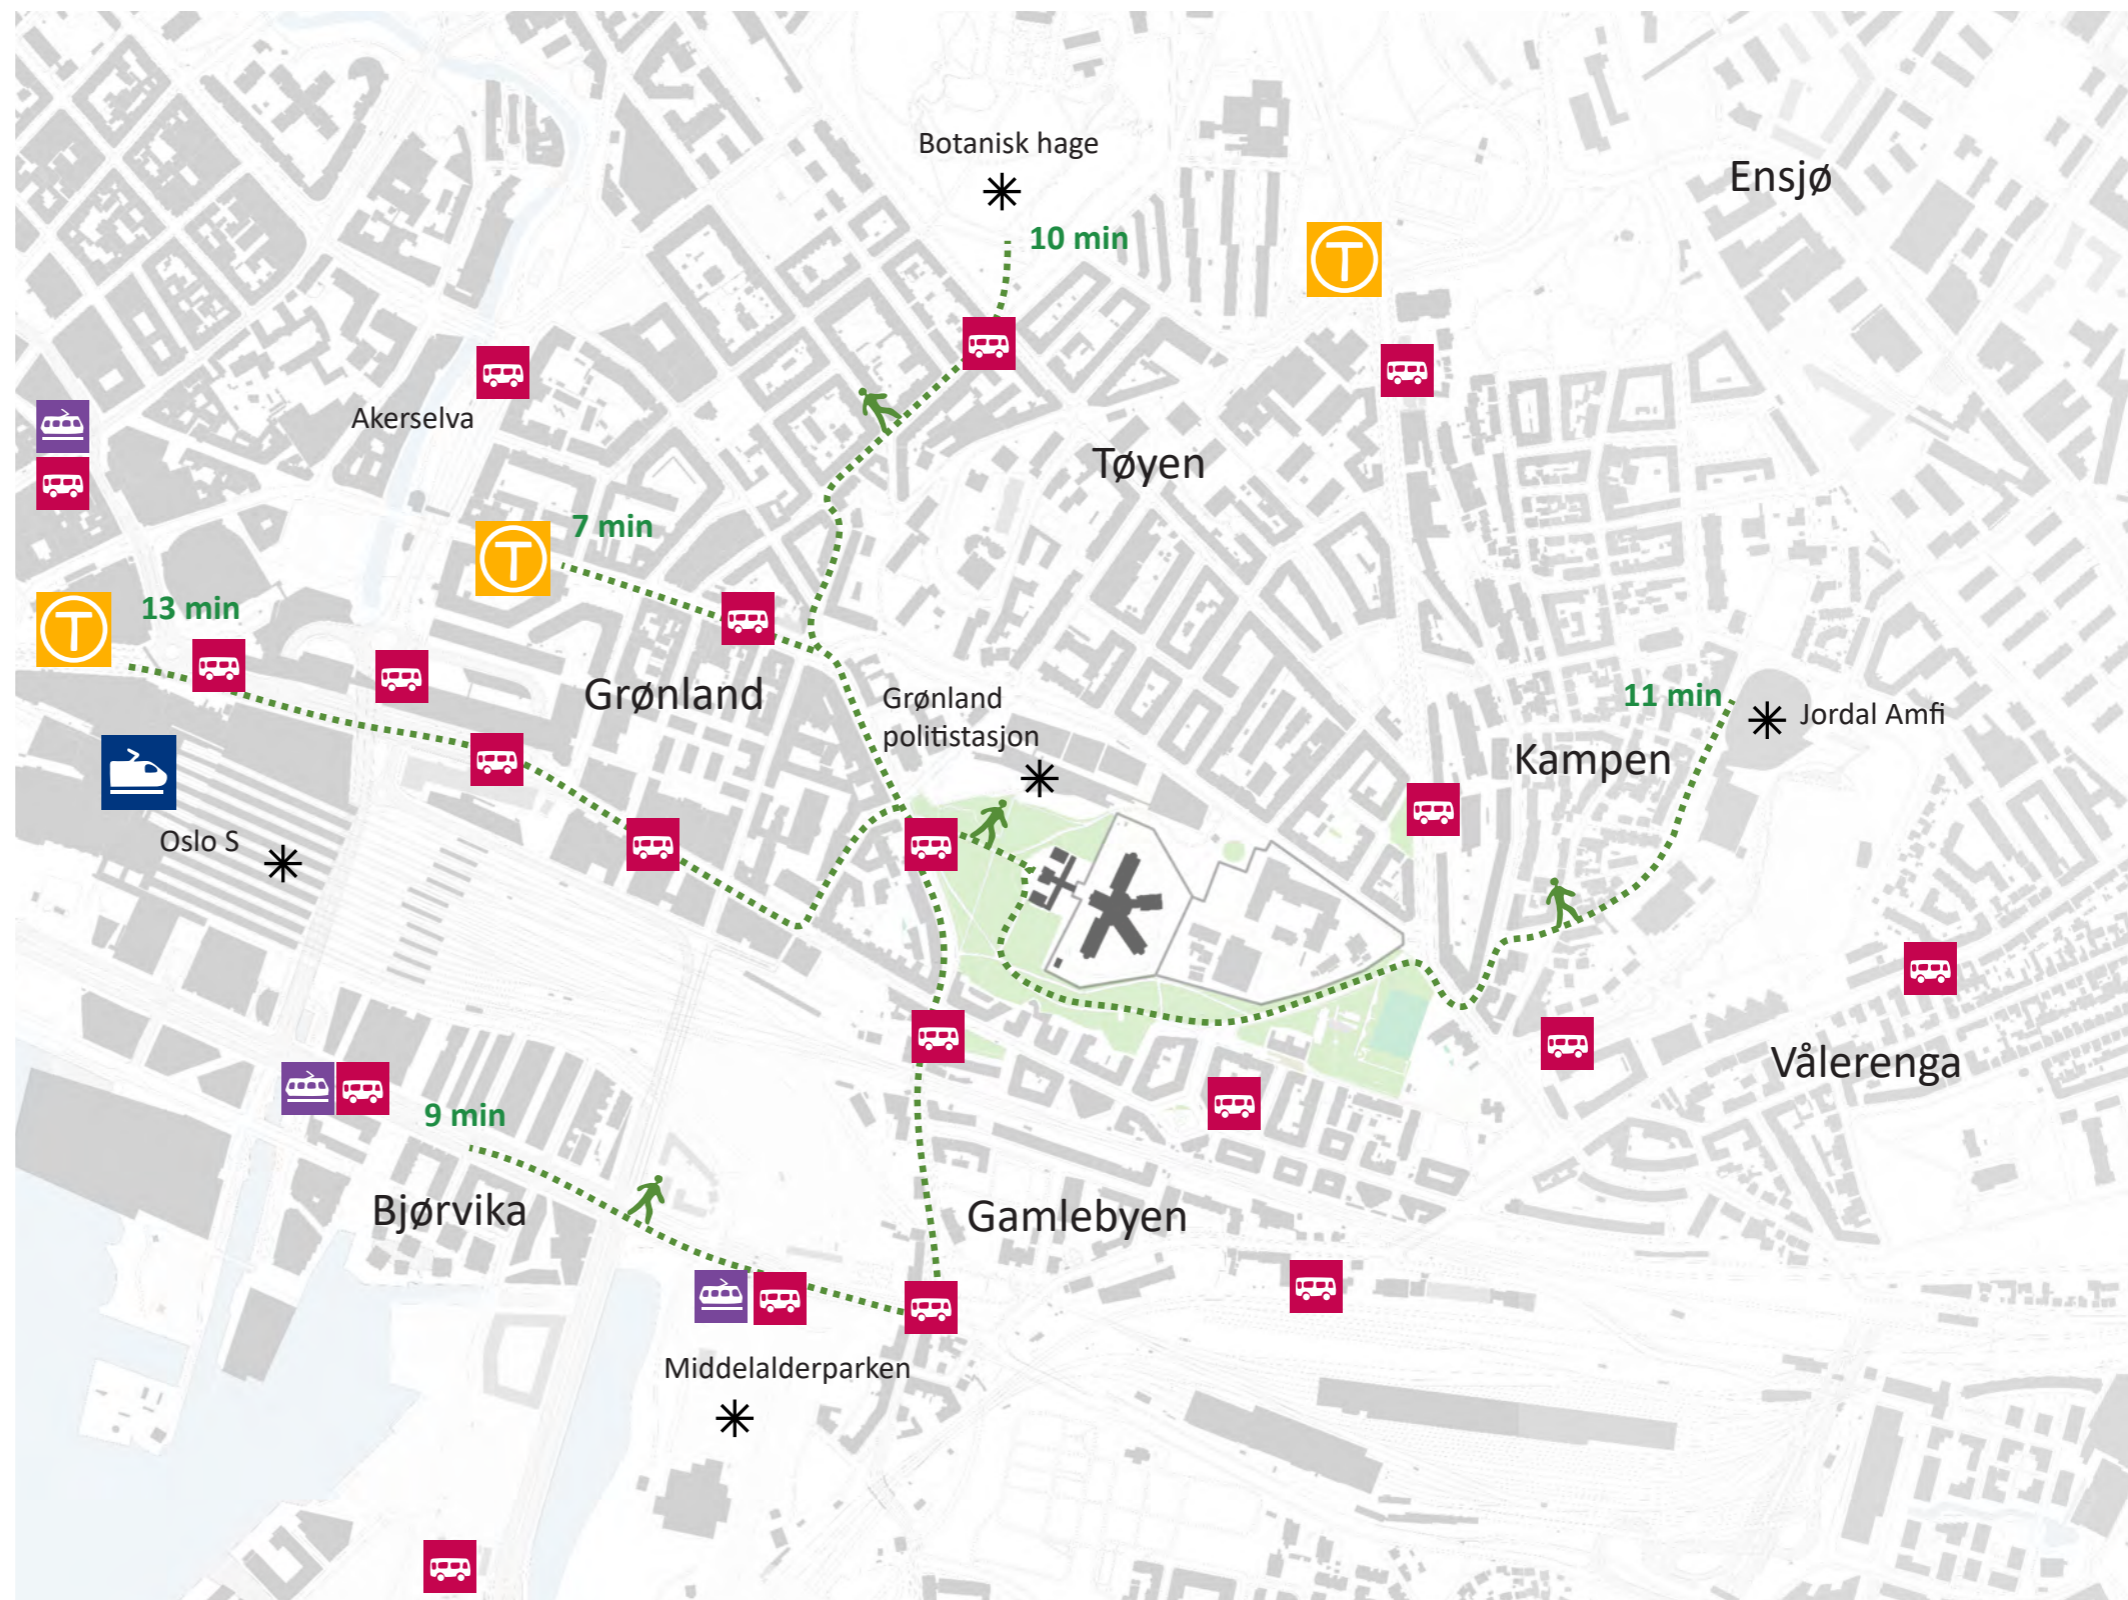 Botanisk hage
Ensjø
10 min
T
Akerselva
Tøyen
7 min
T
13 min
T
Grønland
Grønland
politistasjon
11 min
Jordal Amfi
Kampen
Oslo S
Vålerenga
9 min
Bjørvika
Gamlebyen
Middelalderparken